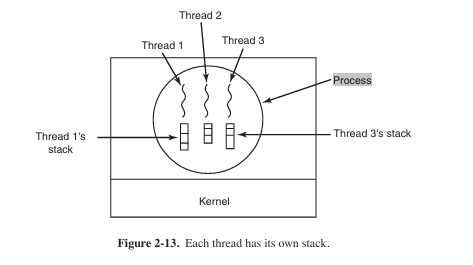 Thread 2
Thread 1
Thread 3
Process
Thread 1's
stack
Thread 3's stack
Kernel
Figure 2-13. Each thread has its own stack.